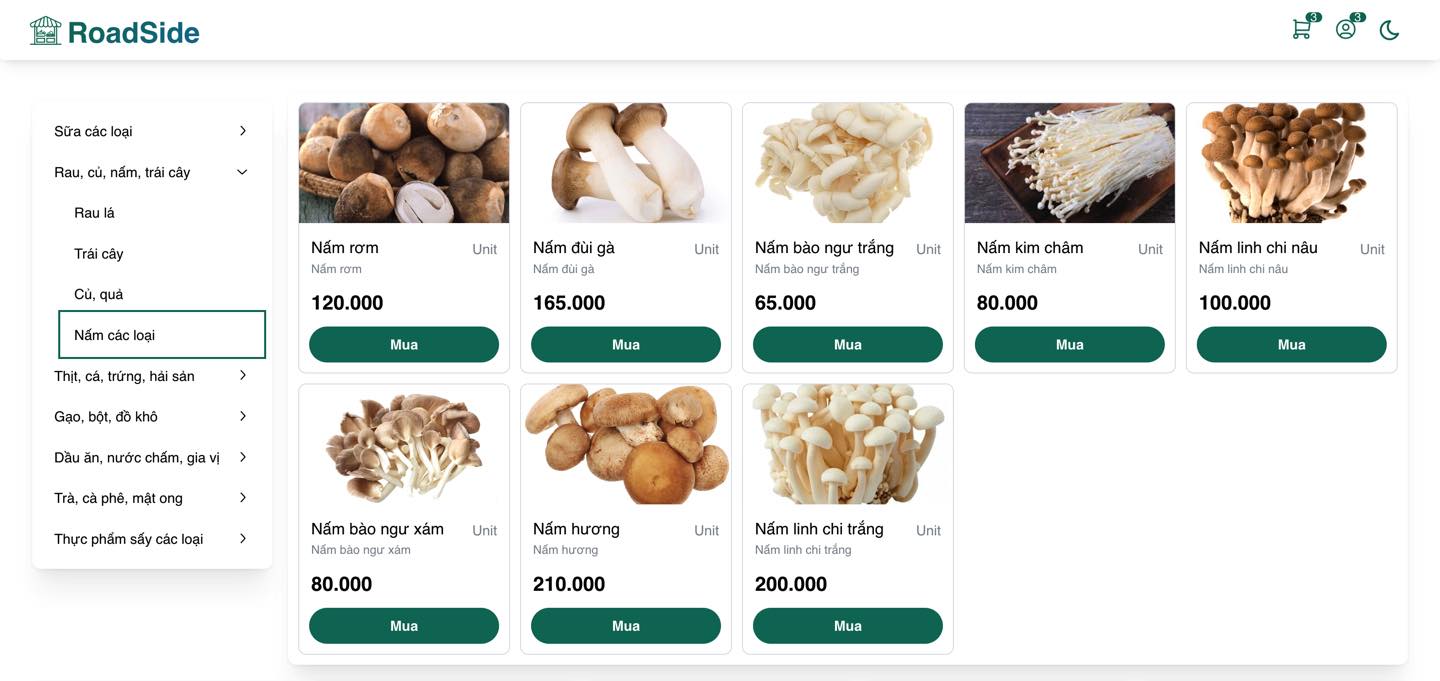 RoadSide
3
3
Sữa các loại
Rau, củ, nấm, trái cây
Rau lá
Trái cây
Củ, quả
Nấm các loại
Thịt, cá, trứng, hải sản
Gạo, bột, đồ khô
Dầu ăn, nước chấm, gia vị
Trà, cà phê, mật ong
Thực phẩm sấy các loại
Nấm rơm Unit
Nấm rơm
120.000
Mua
Nấm đùi gà Unit
Nấm đùi gà
165.000
Mua
Nấm bào ngư trắng Unit
Nấm bào ngư trắng
65.000
Mua
Nấm kim châm Unit
Nấm kim châm
80.000
Mua
Nấm linh chi nâu Unit
Nấm linh chi nâu
100.000
Mua
Nấm bào ngư xám Unit
Nấm bào ngư xám
80.000
Mua
Nấm hương Unit
Nấm hương
210.000
Mua
Nấm linh chi trắng Unit
Nấm linh chi trắng
200.000
Mua